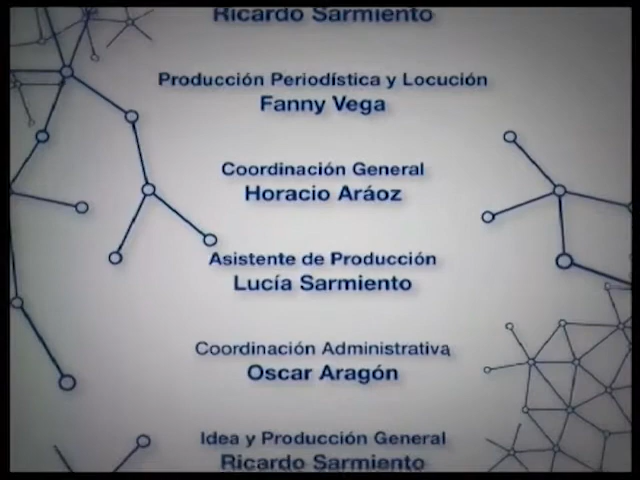 Ricardo Sarmiento
Producción Periodística y Locución
Fanny Vega
Coordinación General
Horacio Aráoz
Asistente de Producción
Lucía Sarmiento
Coordinación Administrativa
Oscar Aragón
Idea y Producción General
Ricardo Sarmiento